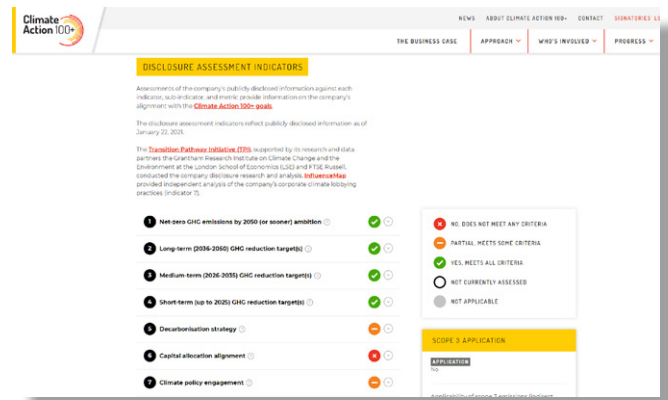 Climate
Action 100+
NEWS ABOUT CLIMATE ACTION 100+ CONTACT SIGNATORIES
THE BUSINESS CASE APPROACH WHO'S INVOLVED PROGRESS
DISCLOSURE ASSESSMENT INDICATORS
Assessments of the company's publicly disclosed information against each
indicator, sub-indicator, and metric provide information on the company's
alignment with the Climate Action 100+ goals.
The disclosure assessment indicators reflect publicly disclosed information as of
January 22, 2021.
The Transition Pathway Initiative (TPI), supported by its research and data
partners the Grantham Research Institute on Climate Change and the
Environment at the London School of Economics (LSE) and FTSE Russell,
conducted the company disclosure research and analysis. InfluenceMap
provided independent analysis of the company's corporate climate lobbying
practices (indicator 7).
1 Net-zero GHG emissions by 2050 (or sooner) ambition
2 Long-term (2036-2050) GHG reduction target(s)
3 Medium-term (2026-2035) GHG reduction target(s)
4 Short-term (up to 2025) GHG reduction target(s)
5 Decarbonisation strategy
6 Capital allocation alignment
7 Climate policy engagement
NO, DOES NOT MEET ANY CRITERIA
PARTIAL, MEETS SOME CRITERIA
YES, MEETS ALL CRITERIA
NOT CURRENTLY ASSESSED
NOT APPLICABLE
SCOPE 3 APPLICATION
APPLICATION
No
Applicability of scope 3 emissions (indirect